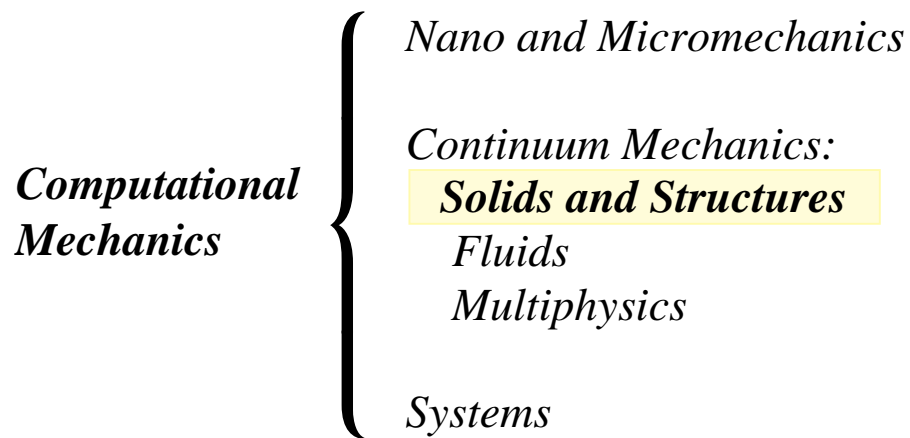 Computational
Mechanics
Nano and Micromechanics
Continuum Mechanics:
Solids and Structures
Fluids
Multiphysics
Systems